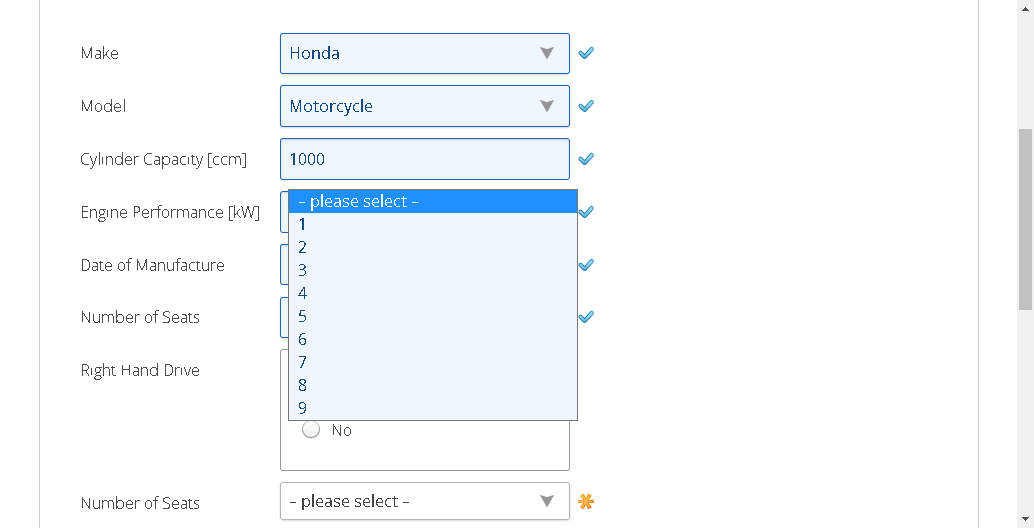 Make
Honda
Model
Motorcycle
Cylinder Capacity [ccm]
1000
Engine Performance [kW]
– please select –
1
2
3
4
5
6
7
8
9
Date of Manufacture
Number of Seats
Right Hand Drive
No
Number of Seats
– please select –